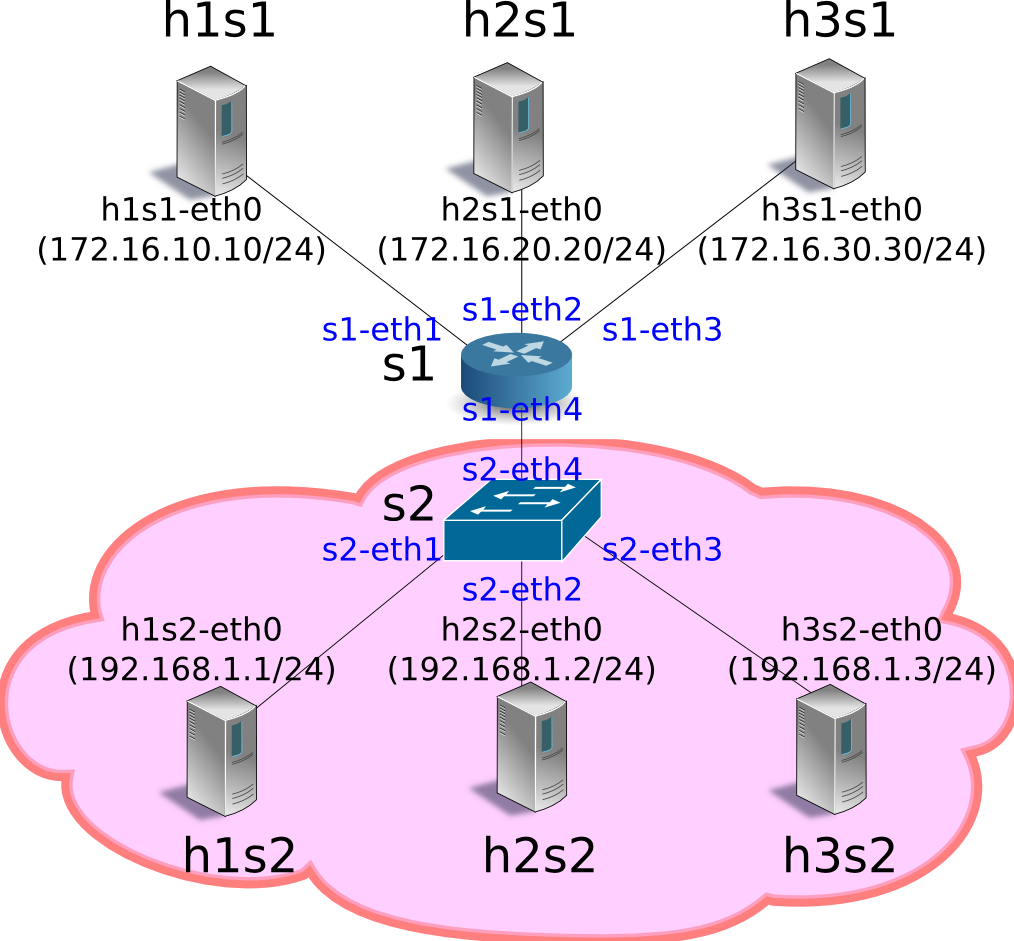 h1s1 h2s1 h3s1
h1s1-eth0 h2s1-eth0 h3s1-eth0
(172.16.10.10/24) (172.16.20.20/24) (172.16.30.30/24)
s1-eth2
s1-eth1 s1-eth3
s1
s1-eth4
s2-eth4
s2
s2-eth1 s2-eth3
s2-eth2
h1s2-eth0 h2s2-eth0 h3s2-eth0
(192.168.1.1/24) (192.168.1.2/24) (192.168.1.3/24)
h1s2 h2s2 h3s2